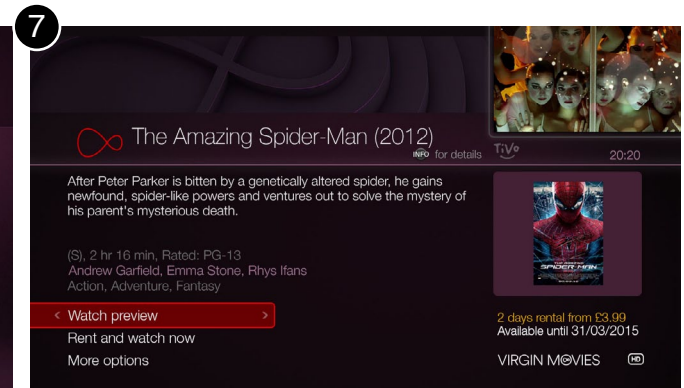 7
The Amazing Spider-Man (2012)
INFO for details
TiVo
20:20
After Peter Parker is bitten by a genetically altered spider, he gains
newfound, spider-like powers and ventures out to solve the mystery of
his parent's mysterious death.
(S), 2 hr 16 min, Rated: PG-13
Andrew Garfield, Emma Stone, Rhys Ifans
Action, Adventure, Fantasy
Watch preview
Rent and watch now
More options
THE AMAZING
SPIDER-MAN
2 days rental from £3.99
Available until 31/03/2015
VIRGIN MOVIES
HD